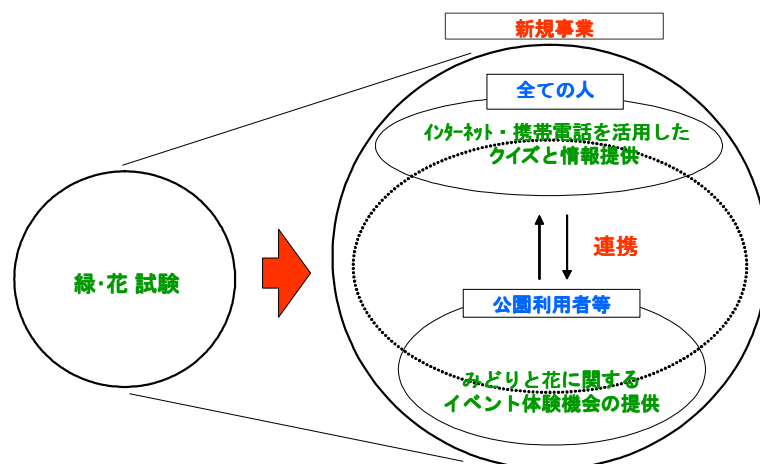 新規事業
全ての人
インターネット・携帯電話を活用した
クイズと情報提供
連携
緑・花 試験
公園利用者等
みどりと花に関する
イベント体験機会の提供